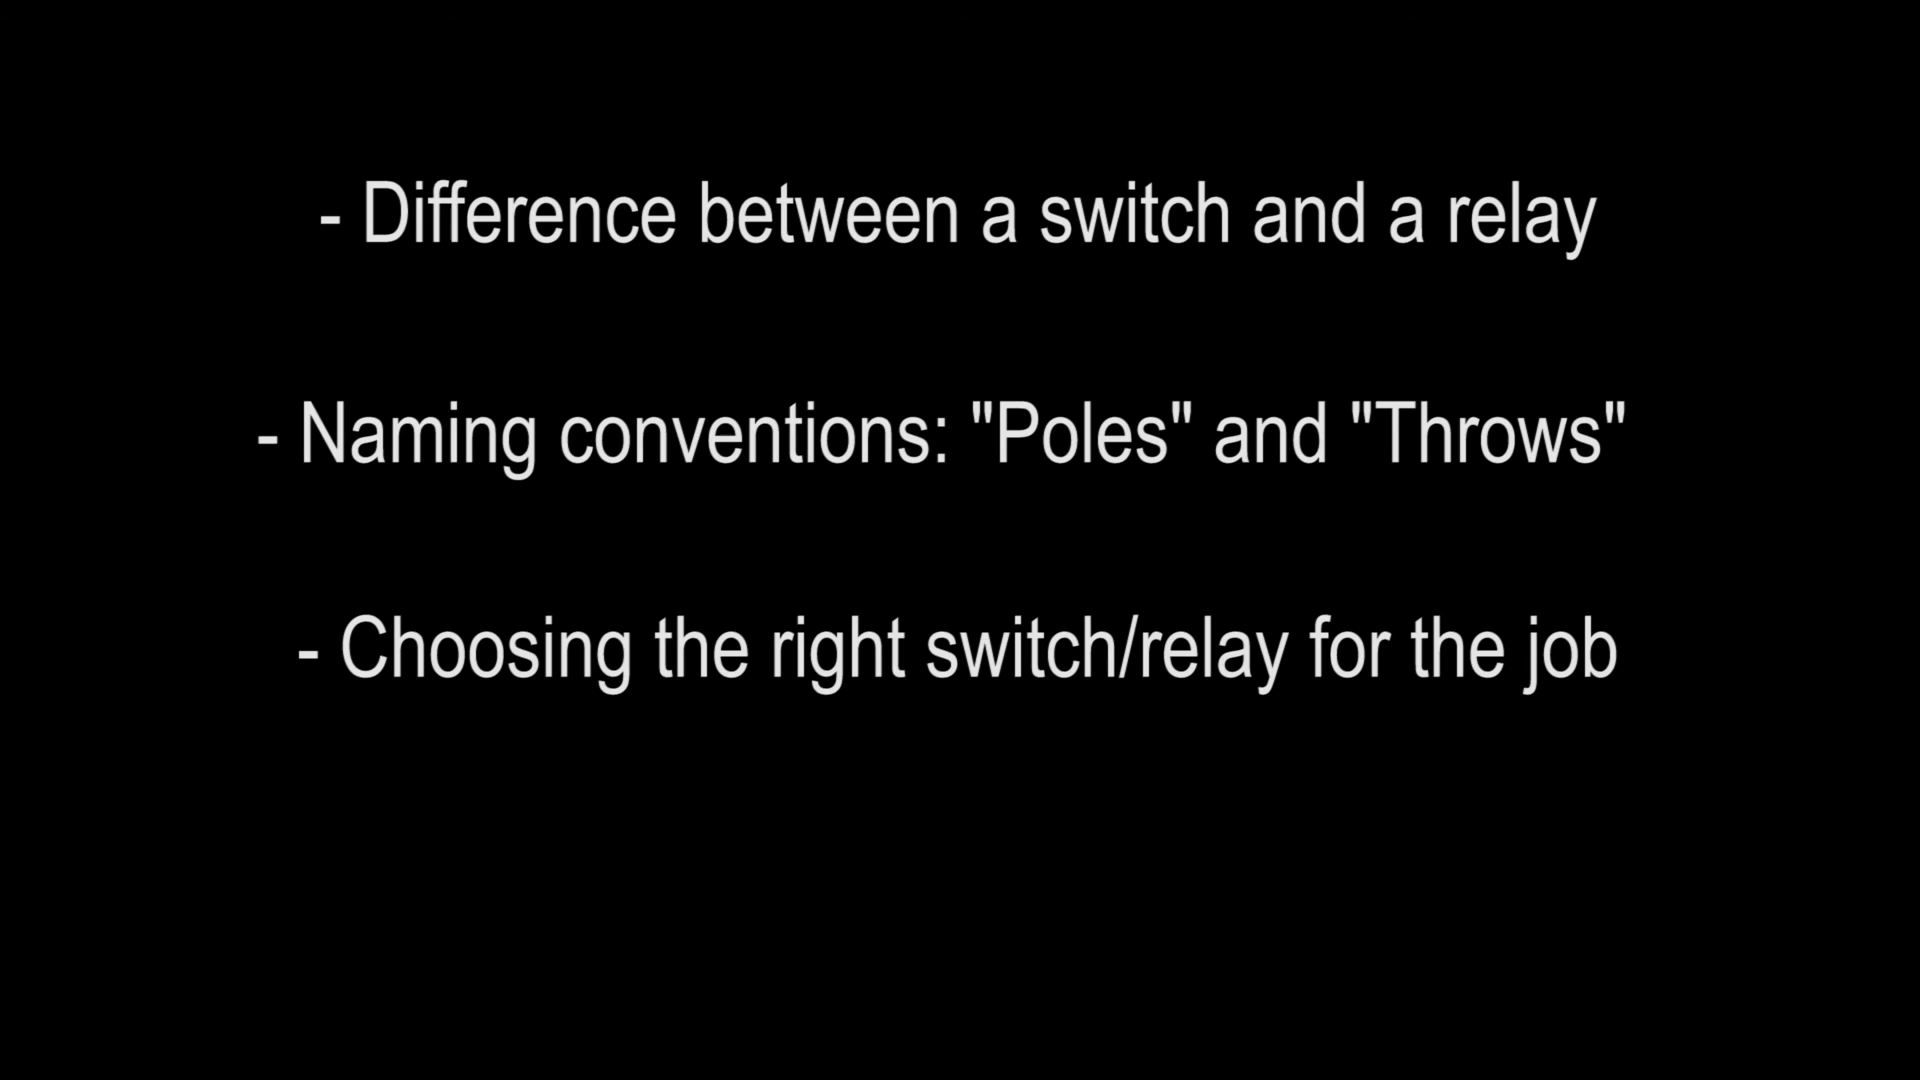 - Difference between a switch and a relay
- Naming conventions: "Poles" and "Throws"
- Choosing the right switch/relay for the job